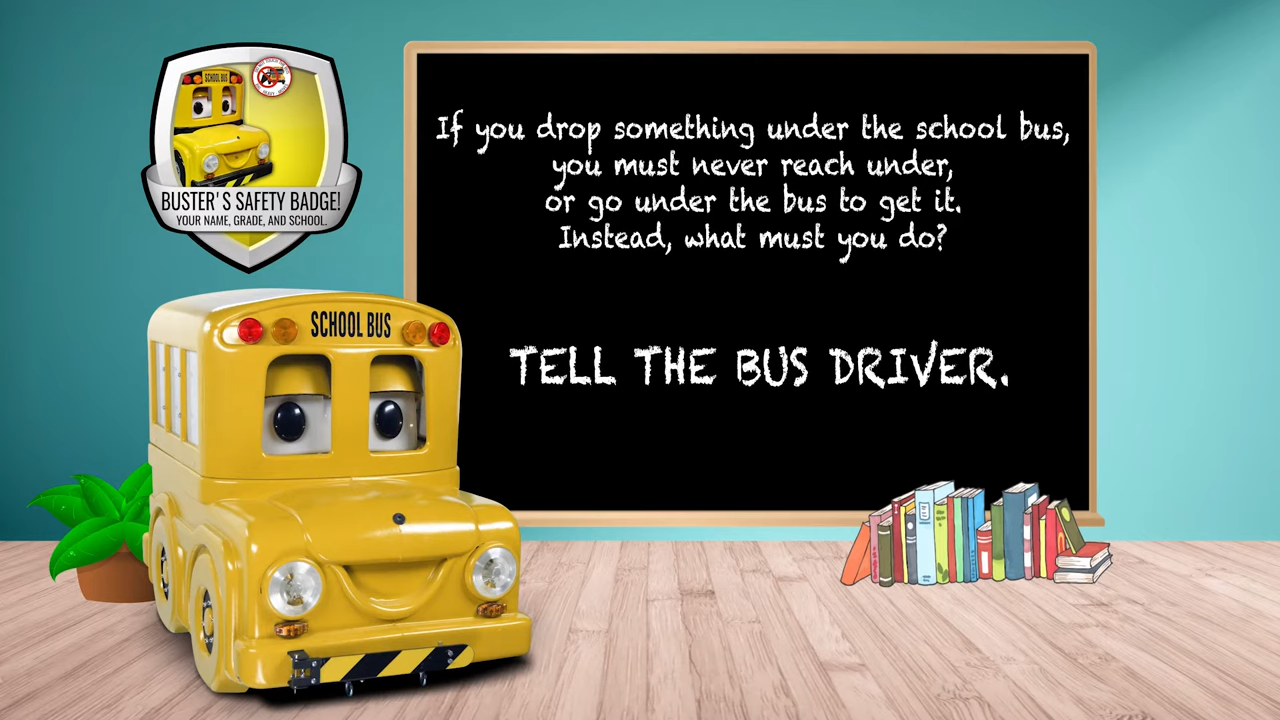 SCHOOL BUS
BUSTER'S SAFETY BADGE!
YOUR NAME, GRADE, AND SCHOOL.
If you drop something under the school bus,
you must never reach under,
or go under the bus to get it.
Instead, what must you do?
TELL THE BUS DRIVER.
SCHOOL BUS